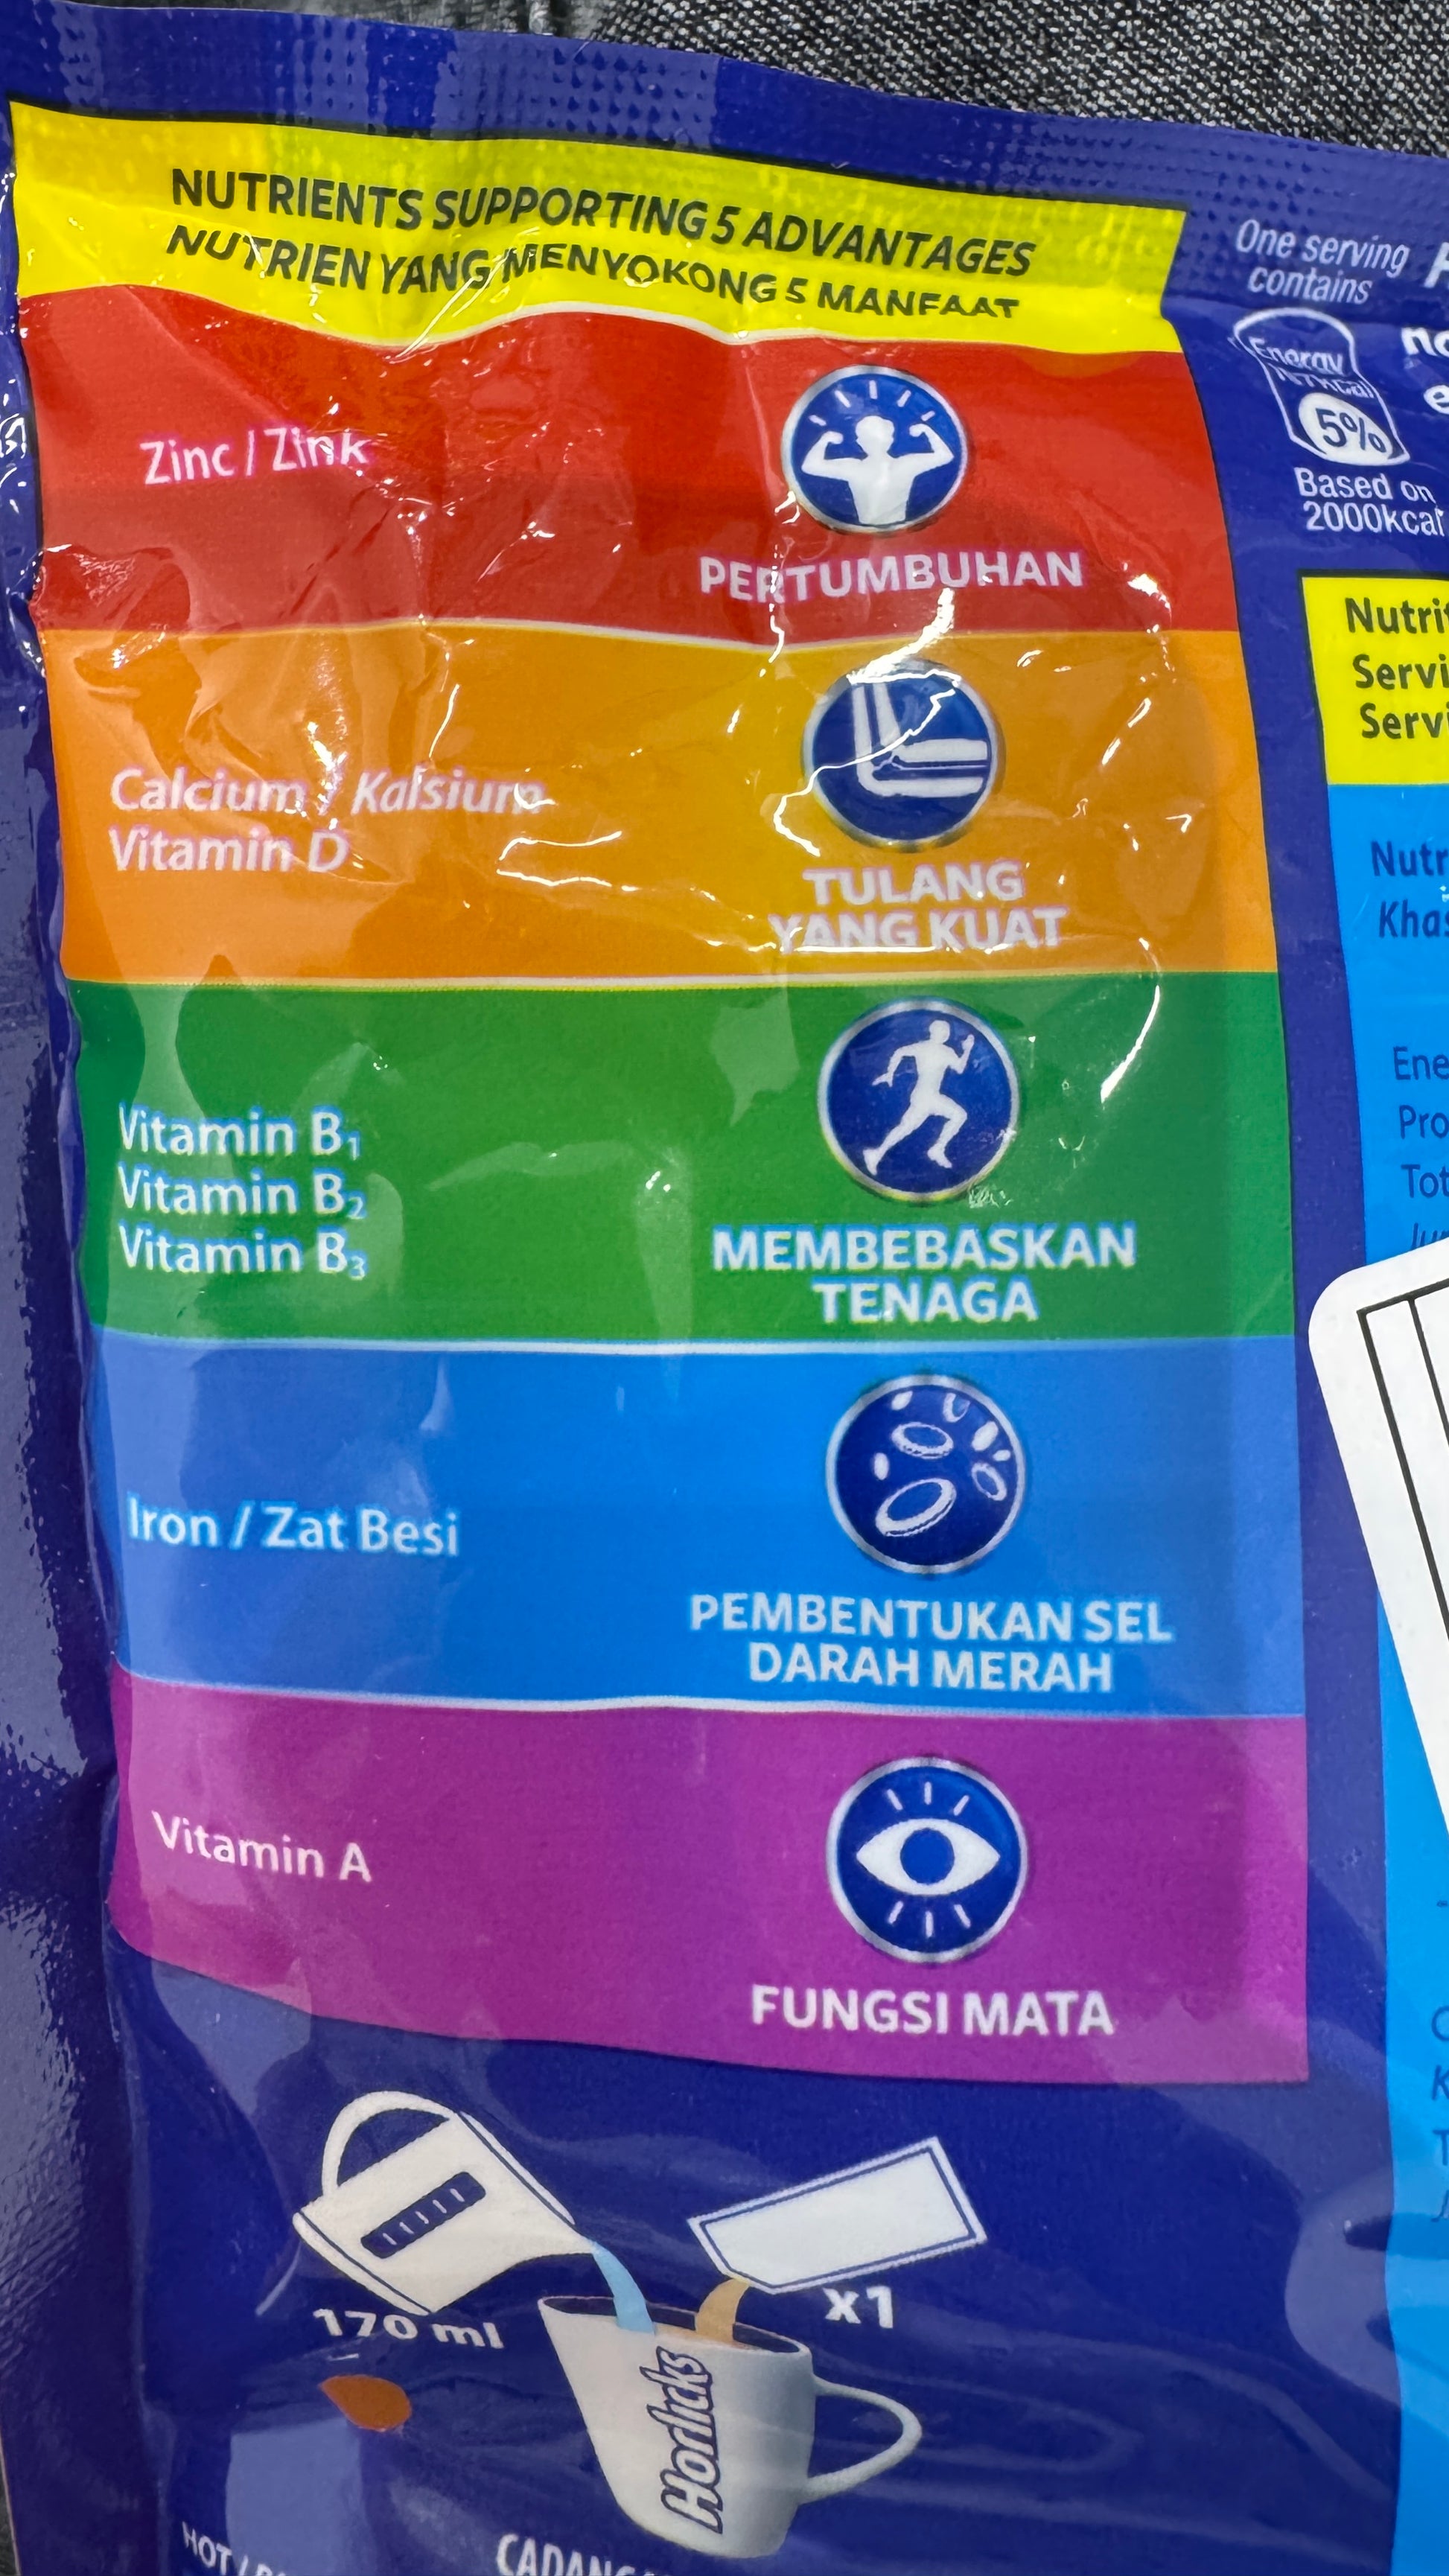 NUTRIENTS SUPPORTING 5 ADVANTAGES
NUTRIEN YANG MENYOKONG 5 MANFAAT
Zinc / Zink
PERTUMBUHAN
Calcium / Kalsium
Vitamin D
TULANG
YANG KUAT
Vitamin B1
Vitamin B2
Vitamin B3
MEMBEBASKAN
TENAGA
Iron / Zat Besi
PEMBENTUKAN SEL
DARAH MERAH
Vitamin A
FUNGSI MATA
170 ml
x1
Horlicks
HOT /
One serving
contains
Energy
5%
Based on
2000kcal